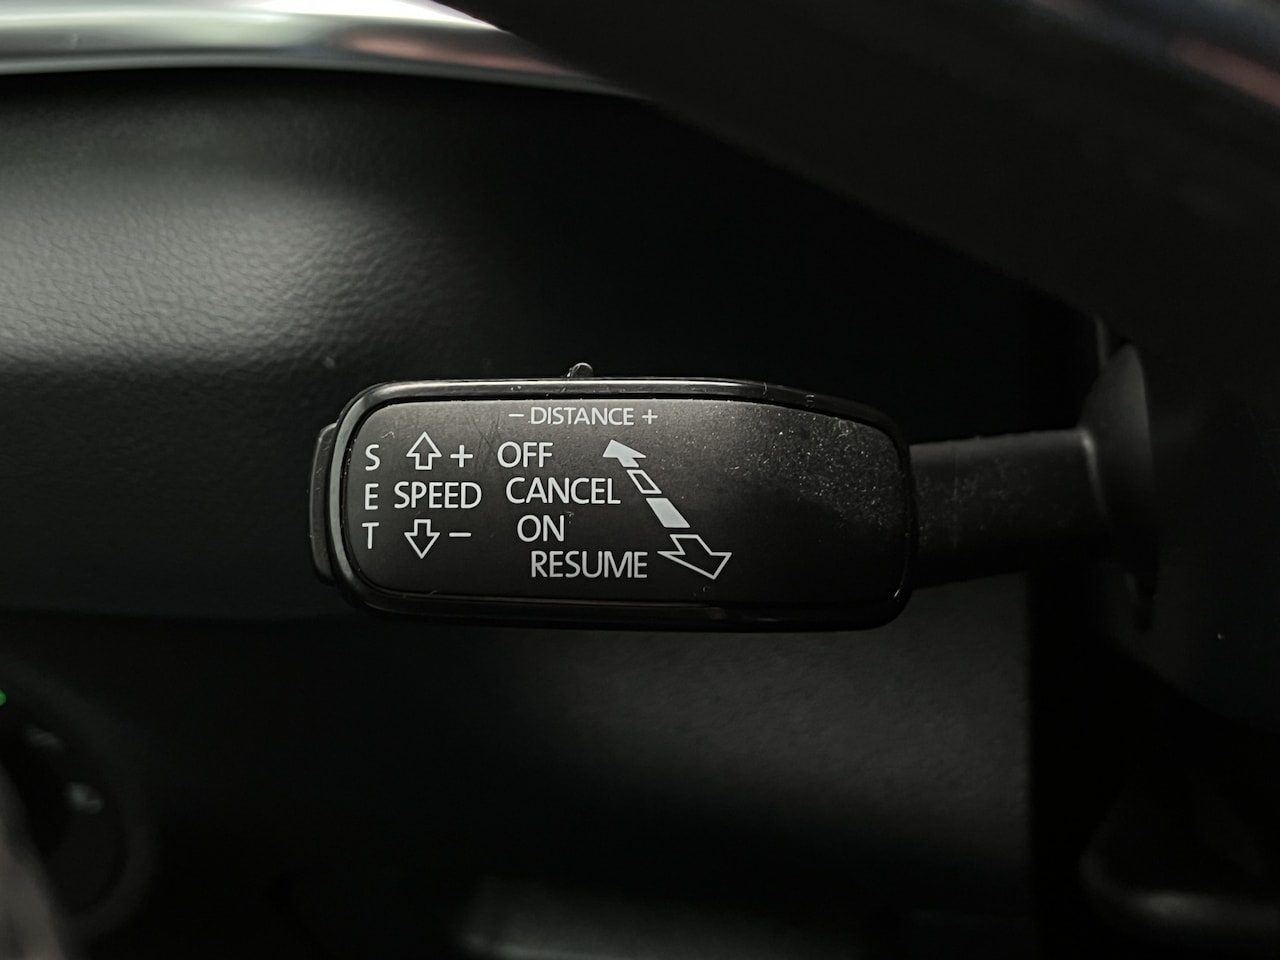 − DISTANCE +
S + OFF
E SPEED CANCEL
T − ON
RESUME